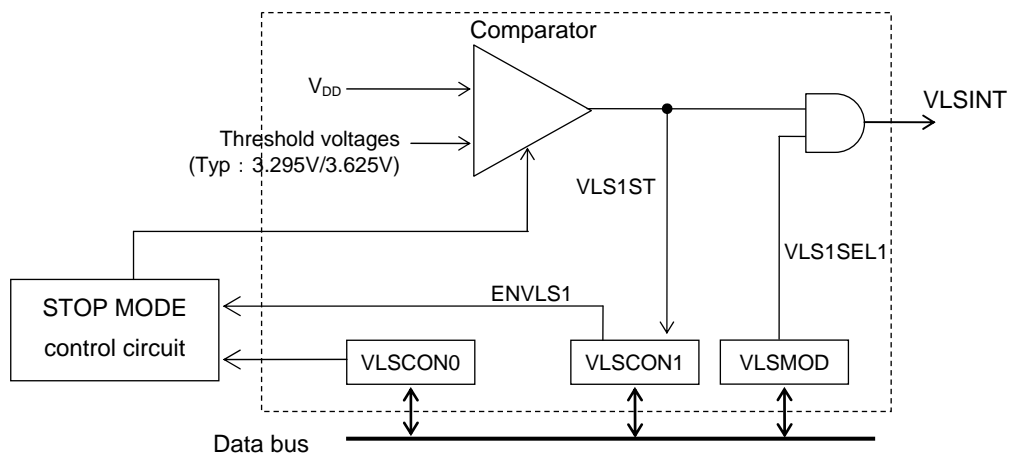 Comparator
VDD
Threshold voltages
(Typ : 3.295V/3.625V)
VLSINT
VLS1ST
VLS1SEL1
STOP MODE
control circuit
ENVLS1
VLSCON0
VLSCON1
VLSMOD
Data bus